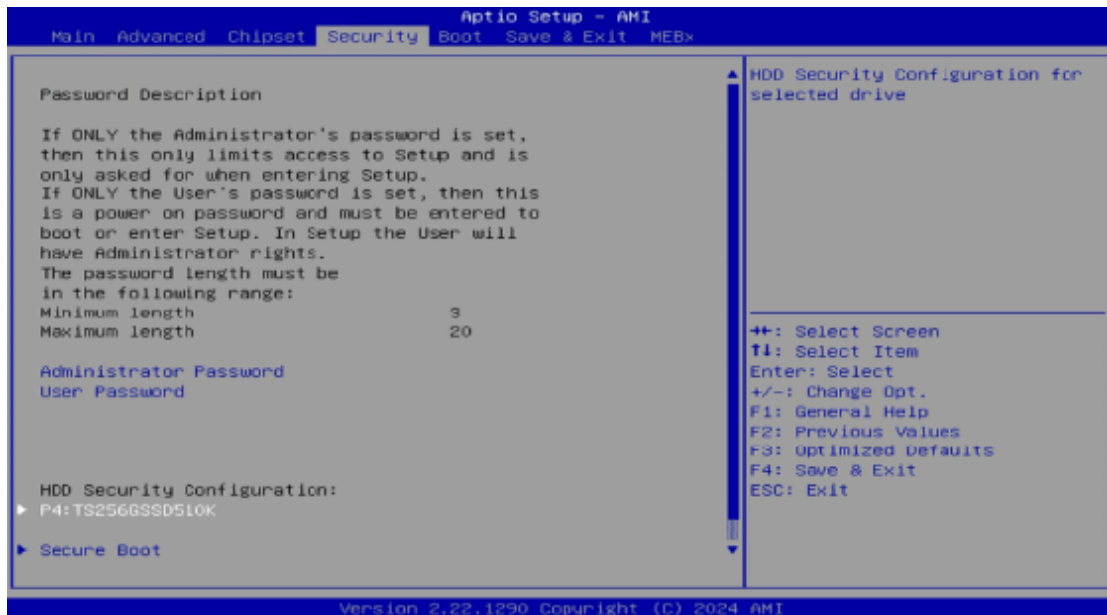 Aptio Setup - AMI
Main Advanced Chipset Security Boot Save & Exit MEBx
Password Description
If ONLY the Administrator's password is set,
then this only limits access to Setup and is
only asked for when entering Setup.
If ONLY the User's password is set, then this
is a power on password and must be entered to
boot or enter Setup. In Setup the User will
have Administrator rights.
The password length must be
in the following range:
Minimum length 3
Maximum length 20
Administrator Password
User Password
HDD Security Configuration:
P4:TS256GSSD510K
Secure Boot
HDD Security Configuration for
selected drive
→←: Select Screen
↑↓: Select Item
Enter: Select
+/-: Change Opt.
F1: General Help
F2: Previous Values
F3: Optimized Defaults
F4: Save & Exit
ESC: Exit
Version 2.22.1290 Copyright (C) 2024 AMI